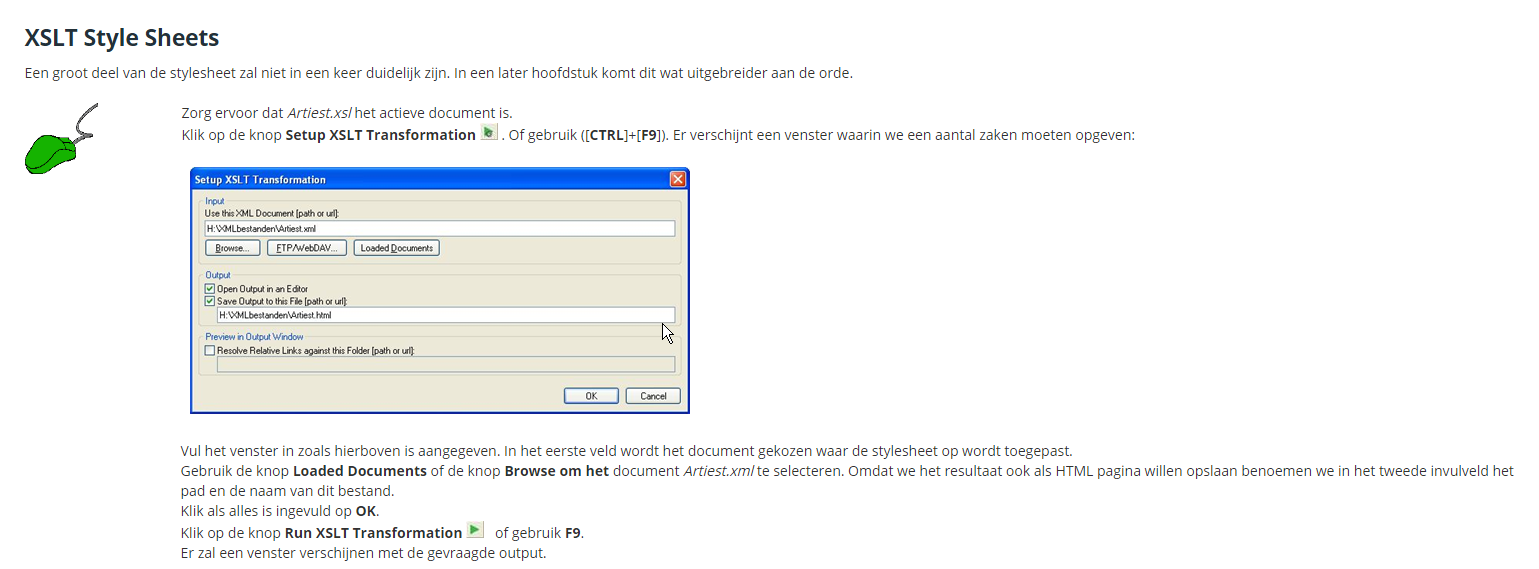 XSLT Style Sheets
Een groot deel van de stylesheet zal niet in een keer duidelijk zijn. In een later hoofdstuk komt dit wat uitgebreider aan de orde.
Zorg ervoor dat Artiest.xsl het actieve document is.
Klik op de knop Setup XSLT Transformation . Of gebruik ([CTRL]+[F9]). Er verschijnt een venster waarin we een aantal zaken moeten opgeven:
Setup XSLT Transformation
Input
Use this XML Document [path or url]:
H:\XMLbestanden\Artiest.xml
Browse... FTP/WebDAV... Loaded Documents
Output
Open Output in an Editor
Save Output to this File [path or url]:
H:\XMLbestanden\Artiest.html
Preview in Output Window
Resolve Relative Links against this Folder [path or url]:
OK Cancel
Vul het venster in zoals hierboven is aangegeven. In het eerste veld wordt het document gekozen waar de stylesheet op wordt toegepast.
Gebruik de knop Loaded Documents of de knop Browse om het document Artiest.xml te selecteren. Omdat we het resultaat ook als HTML pagina willen opslaan benoemen we in het tweede invulveld het
pad en de naam van dit bestand.
Klik als alles is ingevuld op OK.
Klik op de knop Run XSLT Transformation of gebruik F9.
Er zal een venster verschijnen met de gevraagde output.